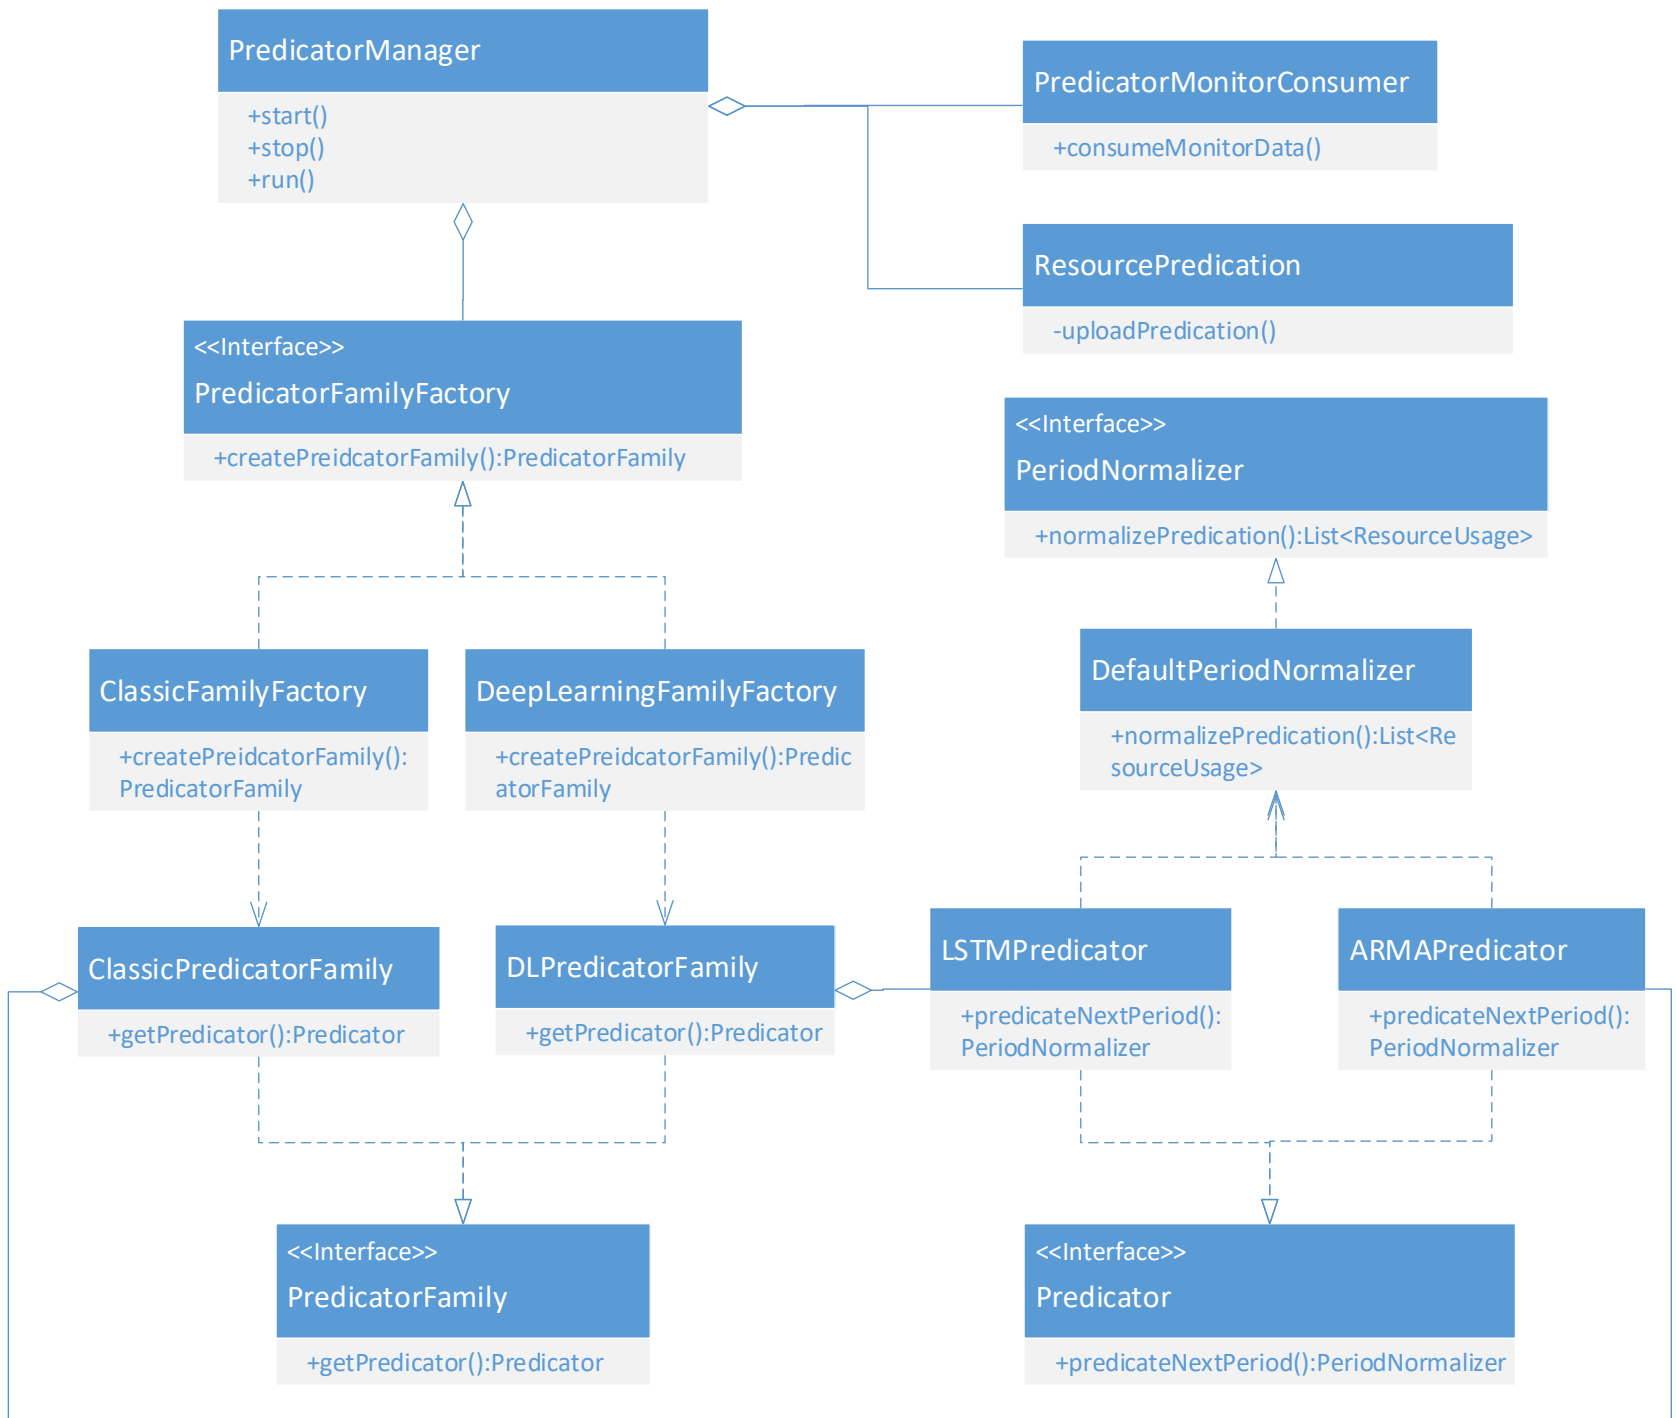 PredicatorManager
+start()
+stop()
+run()
PredicatorMonitorConsumer
+consumeMonitorData()
ResourcePredication
-uploadPredication()
<<Interface>>
PredicatorFamilyFactory
+createPreidcatorFamily():PredicatorFamily
<<Interface>>
PeriodNormalizer
+normalizePredication():List<ResourceUsage>
ClassicFamilyFactory
+createPreidcatorFamily():
PredicatorFamily
DeepLearningFamilyFactory
+createPreidcatorFamily():Predic
atorFamily
DefaultPeriodNormalizer
+normalizePredication():List<Re
sourceUsage>
ClassicPredicatorFamily
+getPredicator():Predicator
DLPredicatorFamily
+getPredicator():Predicator
LSTMPredicator
+predicateNextPeriod():
PeriodNormalizer
ARMAPredicator
+predicateNextPeriod():
PeriodNormalizer
<<Interface>>
PredicatorFamily
+getPredicator():Predicator
<<Interface>>
Predicator
+predicateNextPeriod():PeriodNormalizer